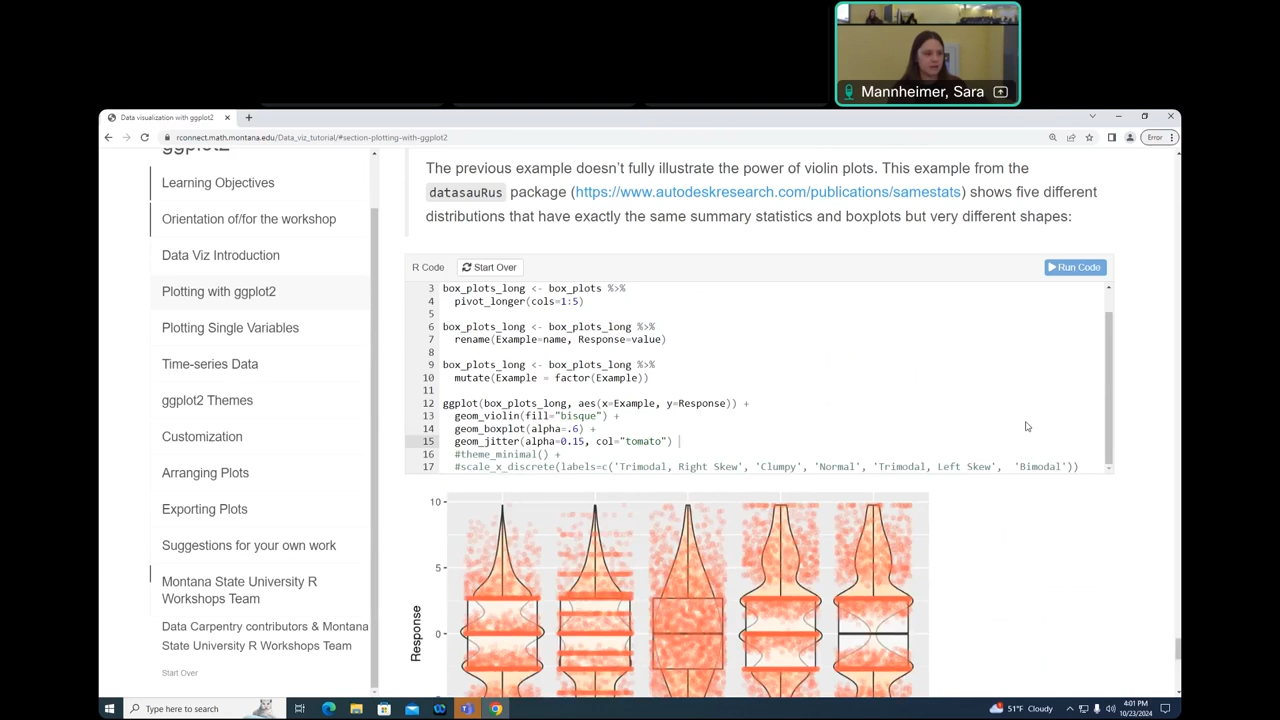 Mannheimer, Sara
Data visualization with ggplot2
rconnect.math.montana.edu/Data_viz_tutorial/#section-plotting-with-ggplot2
Error
ggplot2
Learning Objectives
Orientation of/for the workshop
Data Viz Introduction
Plotting with ggplot2
Plotting Single Variables
Time-series Data
ggplot2 Themes
Customization
Arranging Plots
Exporting Plots
Suggestions for your own work
Montana State University R
Workshops Team
Data Carpentry contributors & Montana
State University R Workshops Team
Start Over
The previous example doesn't fully illustrate the power of violin plots. This example from the
datasauRus package (https://www.autodeskresearch.com/publications/samestats) shows five different
distributions that have exactly the same summary statistics and boxplots but very different shapes:
R Code Start Over Run Code
3 box_plots_long <- box_plots %>%
4 pivot_longer(cols=1:5)
5
6 box_plots_long <- box_plots_long %>%
7 rename(Example=name, Response=value)
8
9 box_plots_long <- box_plots_long %>%
10 mutate(Example = factor(Example))
11
12 ggplot(box_plots_long, aes(x=Example, y=Response)) +
13 geom_violin(fill="bisque") +
14 geom_boxplot(alpha=.6) +
15 geom_jitter(alpha=0.15, col="tomato")
16 #theme_minimal() +
17 #scale_x_discrete(labels=c('Trimodal, Right Skew', 'Clumpy', 'Normal', 'Trimodal, Left Skew', 'Bimodal'))
10
5
0
Response
Type here to search
51°F Cloudy
4:01 PM
10/23/2024